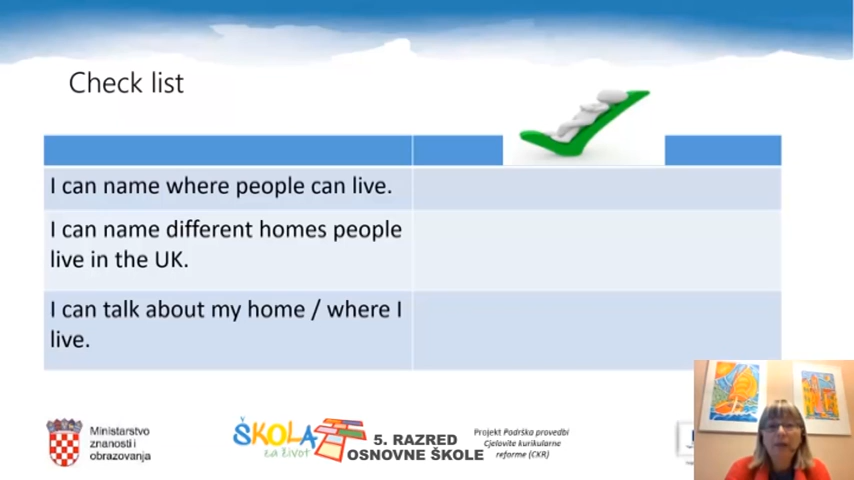 Check list
I can name where people can live.
I can name different homes people
live in the UK.
I can talk about my home / where I
live.
Ministarstvo
znanosti i
obrazovanja
ŠKOLA
za život
5. RAZRED
OSNOVNE ŠKOLE
Projekt Podrška provedbi
Cjelovite kurikularne
reforme (CKR)